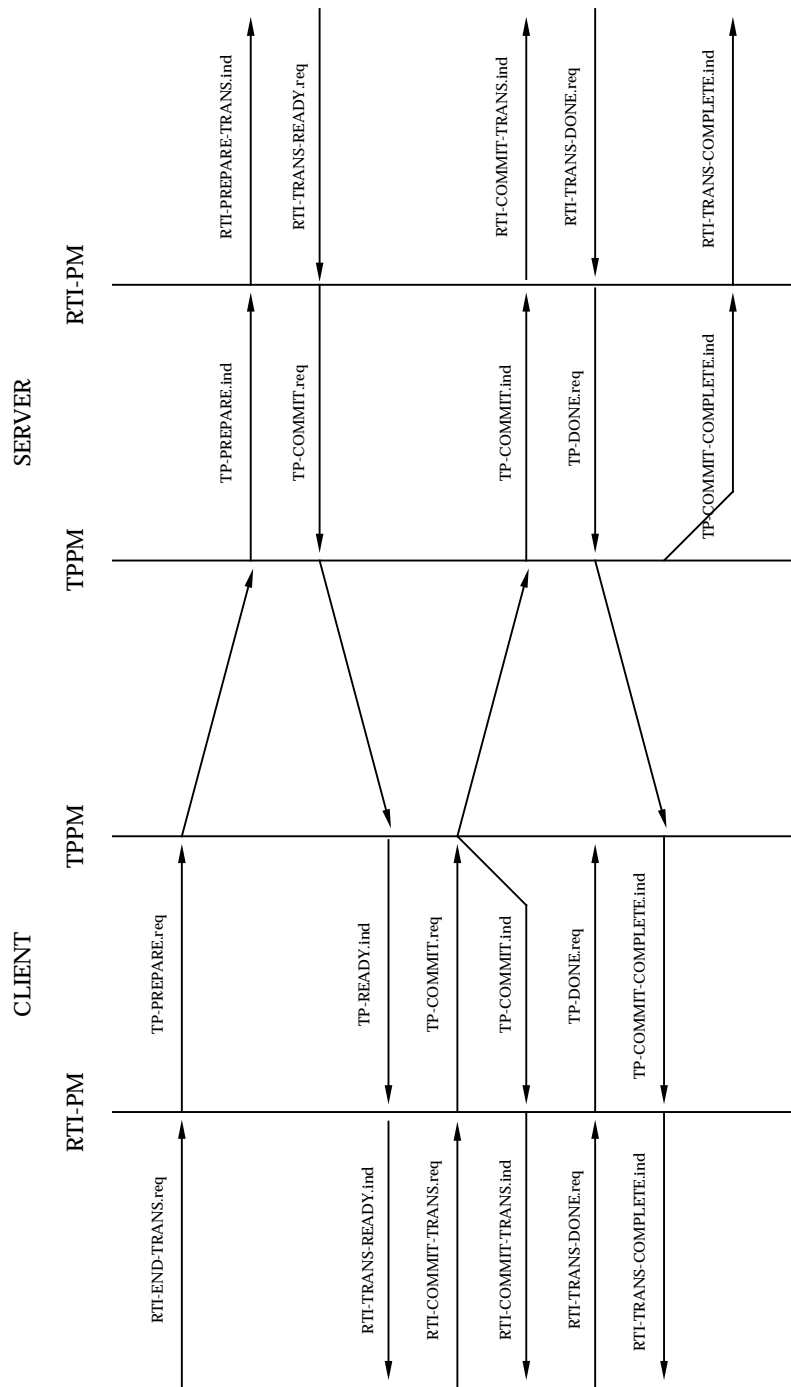 CLIENT
SERVER
RTI-PM
TPPM
TPPM
RTI-PM
RTI-END-TRANS.req
TP-PREPARE.req
TP-PREPARE.ind
RTI-PREPARE-TRANS.ind
RTI-TRANS-READY.req
TP-COMMIT.req
TP-READY.ind
RTI-TRANS-READY.ind
RTI-COMMIT-TRANS.req
TP-COMMIT.req
TP-COMMIT.ind
RTI-COMMIT-TRANS.ind
TP-COMMIT.ind
RTI-COMMIT-TRANS.ind
RTI-TRANS-DONE.req
TP-DONE.req
TP-DONE.req
RTI-TRANS-DONE.req
TP-COMMIT-COMPLETE.ind
RTI-TRANS-COMPLETE.ind
TP-COMMIT-COMPLETE.ind
RTI-TRANS-COMPLETE.ind